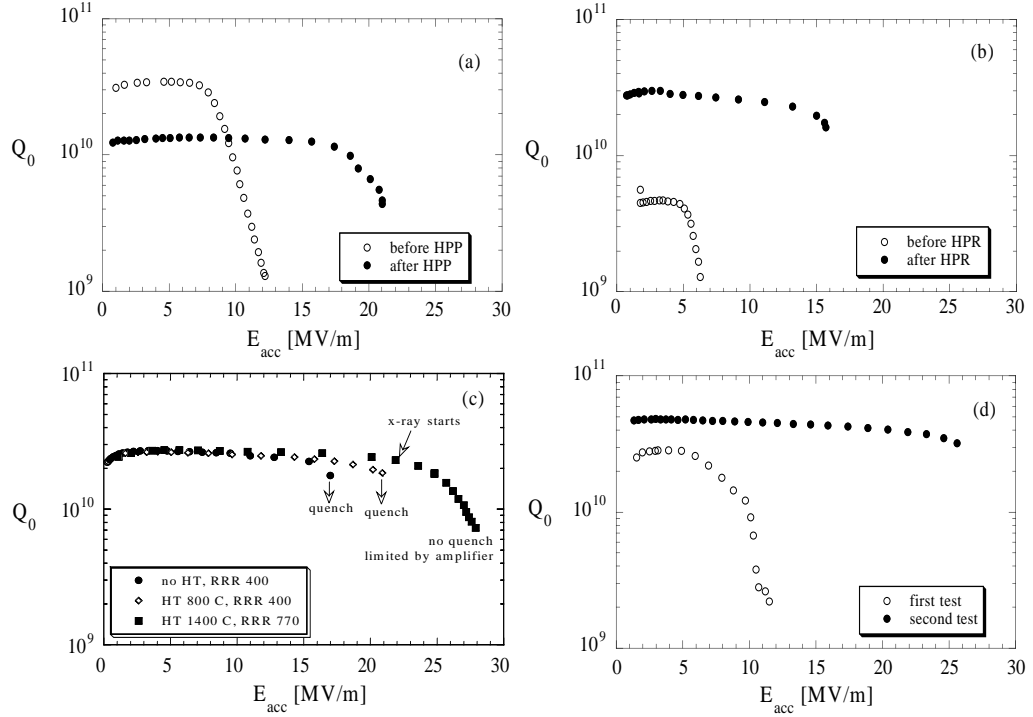 10^11
(a)
Q_0
10^10
before HPP
after HPP
10^9
0 5 10 15 20 25 30
E_acc [MV/m]
10^11
(b)
Q_0
10^10
before HPR
after HPR
10^9
0 5 10 15 20 25 30
E_acc [MV/m]
10^11
(c)
x-ray starts
Q_0
10^10
quench
quench
no quench
limited by amplifier
no HT, RRR 400
HT 800 C, RRR 400
HT 1400 C, RRR 770
10^9
0 5 10 15 20 25 30
E_acc [MV/m]
10^11
(d)
Q_0
10^10
first test
second test
10^9
0 5 10 15 20 25 30
E_acc [MV/m]